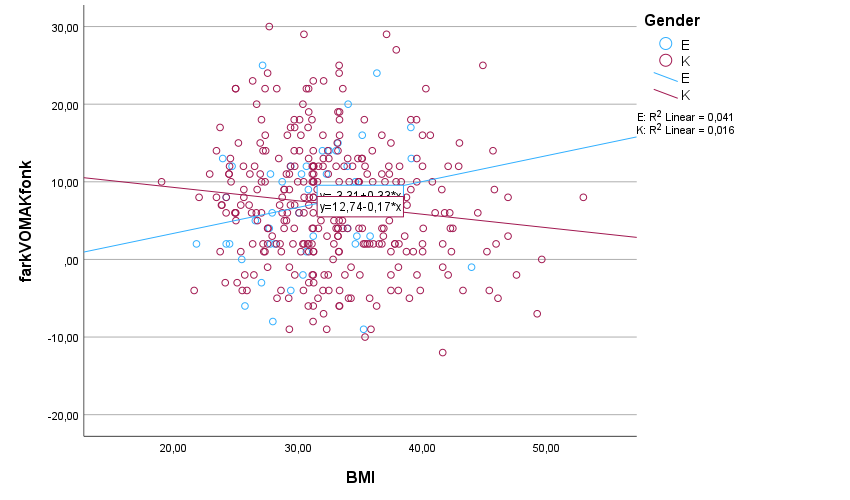 Gender
E
K
E
K
E: R² Linear = 0,041
K: R² Linear = 0,016
farkVOMAKfonk
30,00
20,00
10,00
,00
-10,00
-20,00
y=12,74-0,17*x
20,00
30,00
40,00
50,00
BMI